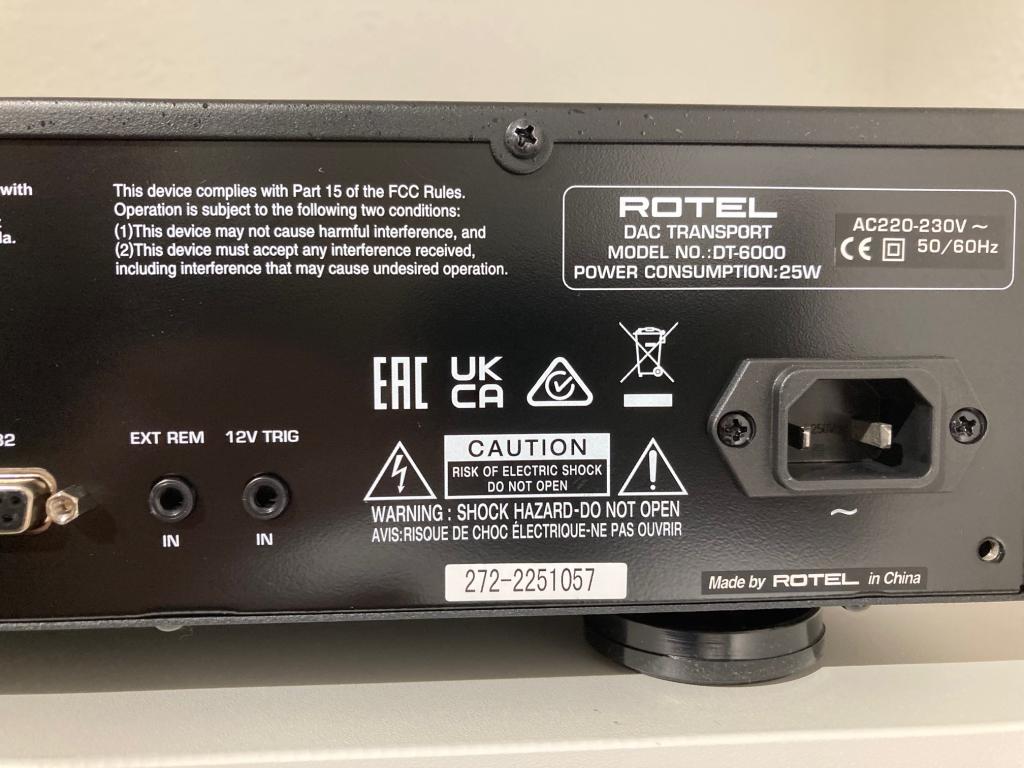 with
This device complies with Part 15 of the FCC Rules.
Operation is subject to the following two conditions:
(1)This device may not cause harmful interference, and
(2)This device must accept any interference received,
including interference that may cause undesired operation.
ROTEL
DAC TRANSPORT
MODEL NO.:DT-6000
POWER CONSUMPTION:25W
AC220-230V ~
CE 50/60Hz
EAC
UK
CA
EXT REM
12V TRIG
IN
IN
CAUTION
RISK OF ELECTRIC SHOCK
DO NOT OPEN
WARNING : SHOCK HAZARD-DO NOT OPEN
AVIS:RISQUE DE CHOC ÉLECTRIQUE-NE PAS OUVRIR
~
272-2251057
Made by ROTEL in China